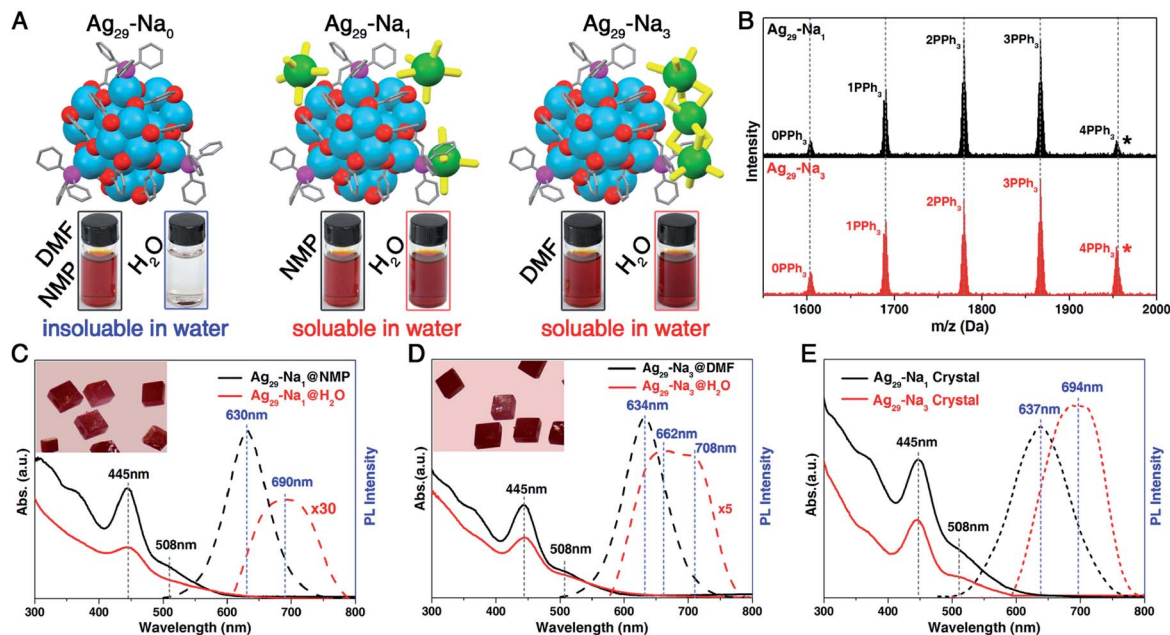 A
Ag29-Na0
Ag29-Na1
Ag29-Na3
DMF
NMP
H2O
NMP
H2O
DMF
H2O
insoluable in water
soluable in water
soluable in water
B
Ag29-Na1
0PPh3
1PPh3
2PPh3
3PPh3
4PPh3 *
Ag29-Na3
0PPh3
1PPh3
2PPh3
3PPh3
4PPh3 *
Intensity
1600 1700 1800 1900 2000
m/z (Da)
C
Ag29-Na1@NMP
Ag29-Na1@H2O
630nm
690nm
445nm
508nm
x30
Abs.(a.u.)
PL Intensity
300 400 500 600 700 800
Wavelength (nm)
D
Ag29-Na3@DMF
Ag29-Na3@H2O
634nm
662nm
708nm
445nm
508nm
x5
Abs.(a.u.)
PL Intensity
300 400 500 600 700 800
Wavelength (nm)
E
Ag29-Na1 Crystal
Ag29-Na3 Crystal
694nm
637nm
445nm
508nm
Abs.(a.u.)
PL Intensity
300 400 500 600 700 800
Wavelength (nm)